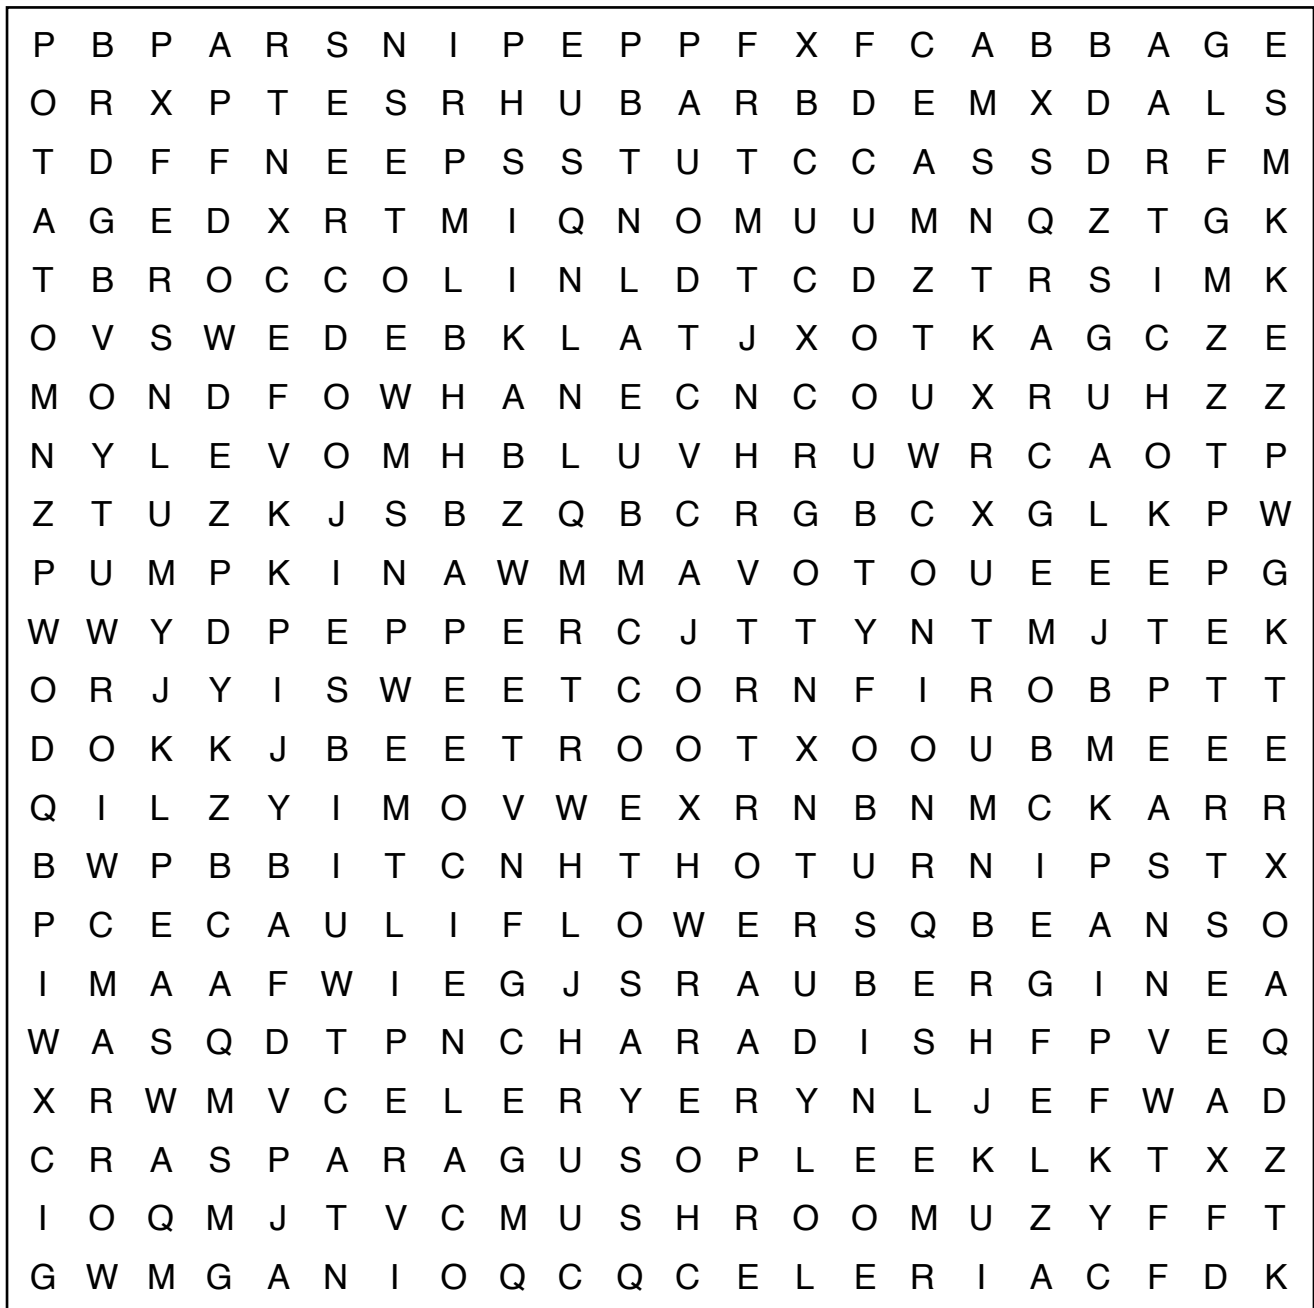 P B P A R S N I P E P P F X F C A B B A G E
O R X P T E S R H U B A R B D E M X D A L S
T D F F N E E P S S T U T C C A S S D R F M
A G E D X R T M I Q N O M U U M N Q Z T G K
T B R O C C O L I N L D T C D Z T R S I M K
O V S W E D E B K L A T J X O T K A G C Z E
M O N D F O W H A N E C N C O U X R U H Z Z
N Y L E V O M H B L U V H R U W R C A O T P
Z T U Z K J S B Z Q B C R G B C X G L K P W
P U M P K I N A W M M A V O T O U E E E P G
W W Y D P E P P E R C J T T Y N T M J T E K
O R J Y I S W E E T C O R N F I R O B P T T
D O K K J B E E T R O O T X O O U B M E E E
Q I L Z Y I M O V W E X R N B N M C K A R R
B W P B B I T C N H T H O T U R N I P S T X
P C E C A U L I F L O W E R S Q B E A N S O
I M A A F W I E G J S R A U B E R G I N E A
W A S Q D T P N C H A R A D I S H F P V E Q
X R W M V C E L E R Y E R Y N L J E F W A D
C R A S P A R A G U S O P L E E K L K T X Z
I O Q M J T V C M U S H R O O M U Z Y F F T
G W M G A N I O Q C Q C E L E R I A C F D K